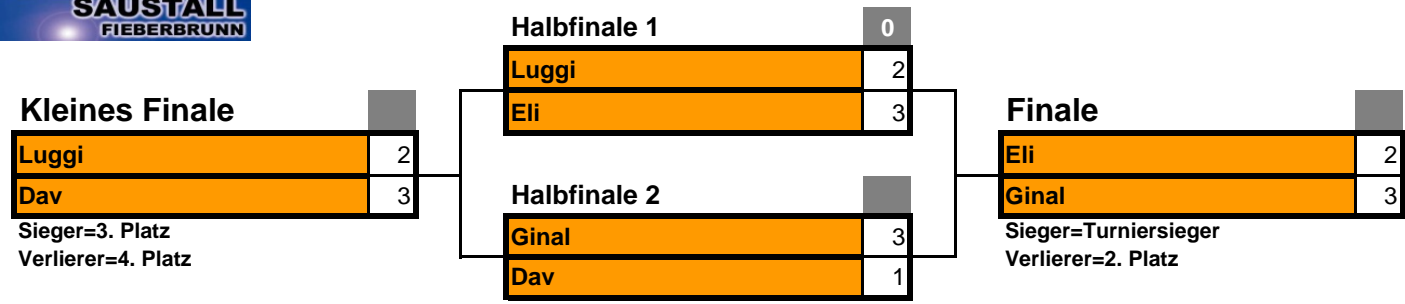 SAUSTALL
FIEBERBRUNN
Halbfinale 1 0
Luggi 2
Eli 3
Kleines Finale
Luggi 2
Dav 3
Sieger=3. Platz
Verlierer=4. Platz
Halbfinale 2
Ginal 3
Dav 1
Finale
Eli 2
Ginal 3
Sieger=Turniersieger
Verlierer=2. Platz